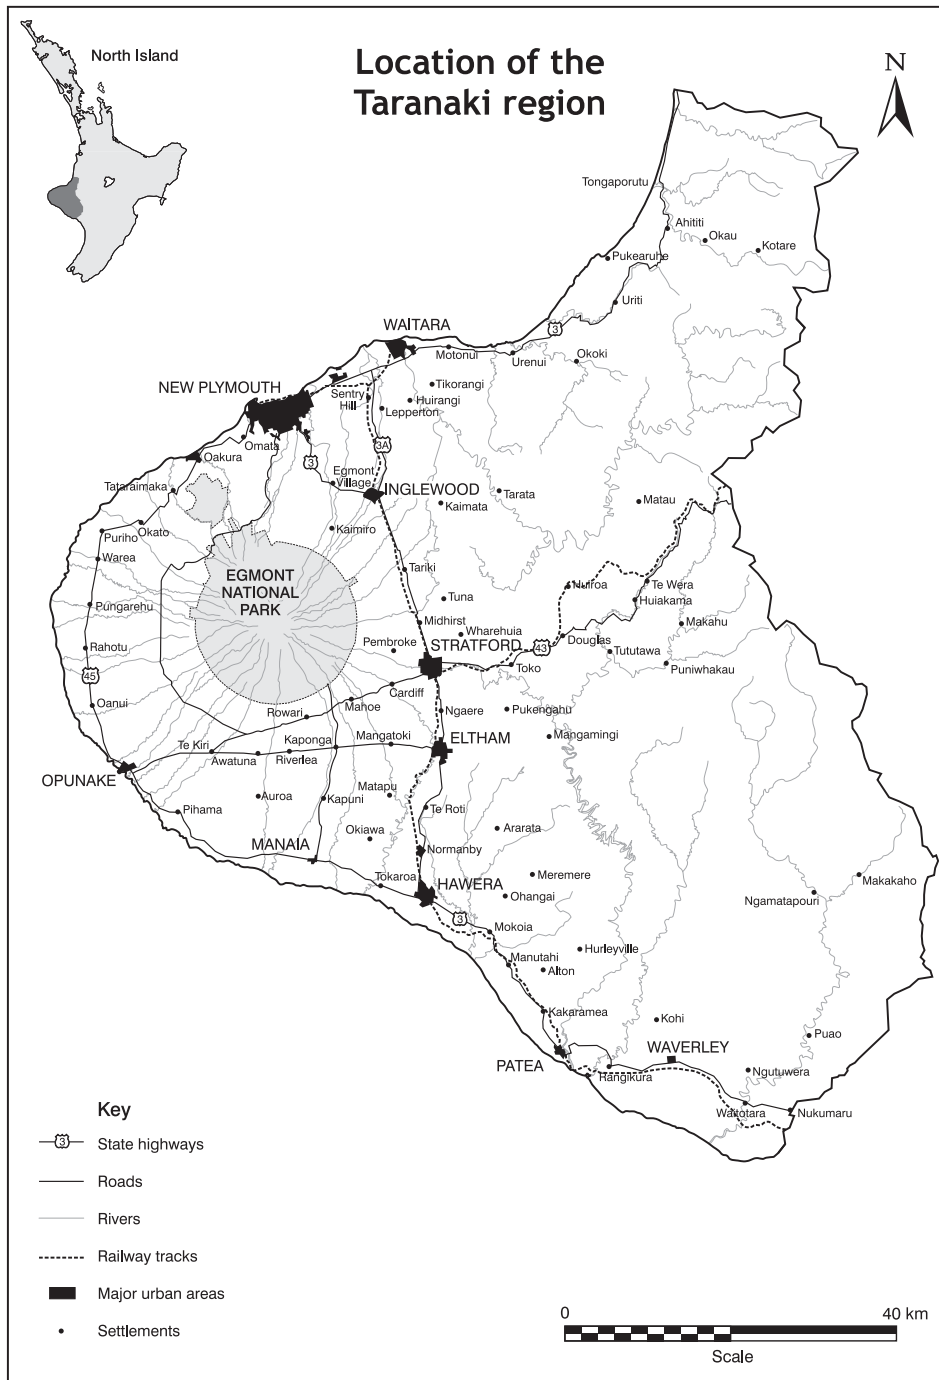 North Island
Location of the
Taranaki region
N
Tongaporutu
Ahititi
Okau
Kotare
Pukearuhe
Uriti
3
WAITARA
Motonui
Urenui
Okoki
NEW PLYMOUTH
Tikorangi
Sentry
Hill
Huirangi
Lepperton
Omata
3A
3
Oakura
Egmont
Village
INGLEWOOD
Tataraimaka
Tarata
Matau
Kaimata
Okato
Kaimiro
Puriho
Warea
EGMONT
NATIONAL
PARK
Tariki
Nuiroa
Te Wera
Tuna
Huiakama
Pungarehu
Midhirst
Makahu
Wharehuia
Pembroke
STRATFORD
43
Douglas
Rahotu
Tututawa
Toko
Puniwhakau
45
Cardiff
Oanui
Mahoe
Rowari
Ngaere
Pukengahu
Te Kiri
Kaponga
Mangatoki
ELTHAM
Mangamingi
Awatuna
Riverlea
OPUNAKE
Auroa
Kapuni
Matapu
Pihama
Te Roti
Okiawa
Ararata
MANAIA
Normanby
Tokaroa
HAWERA
Meremere
Makakaho
Ohangai
Ngamatapouri
3
Mokoia
Hurleyville
Manutahi
Alton
Kakaramea
Kohi
Puao
PATEA
WAVERLEY
Rangikura
Ngutuwera
Waitotara
Nukumaru
Key
3
State highways
Roads
Rivers
Railway tracks
Major urban areas
Settlements
0
40 km
Scale